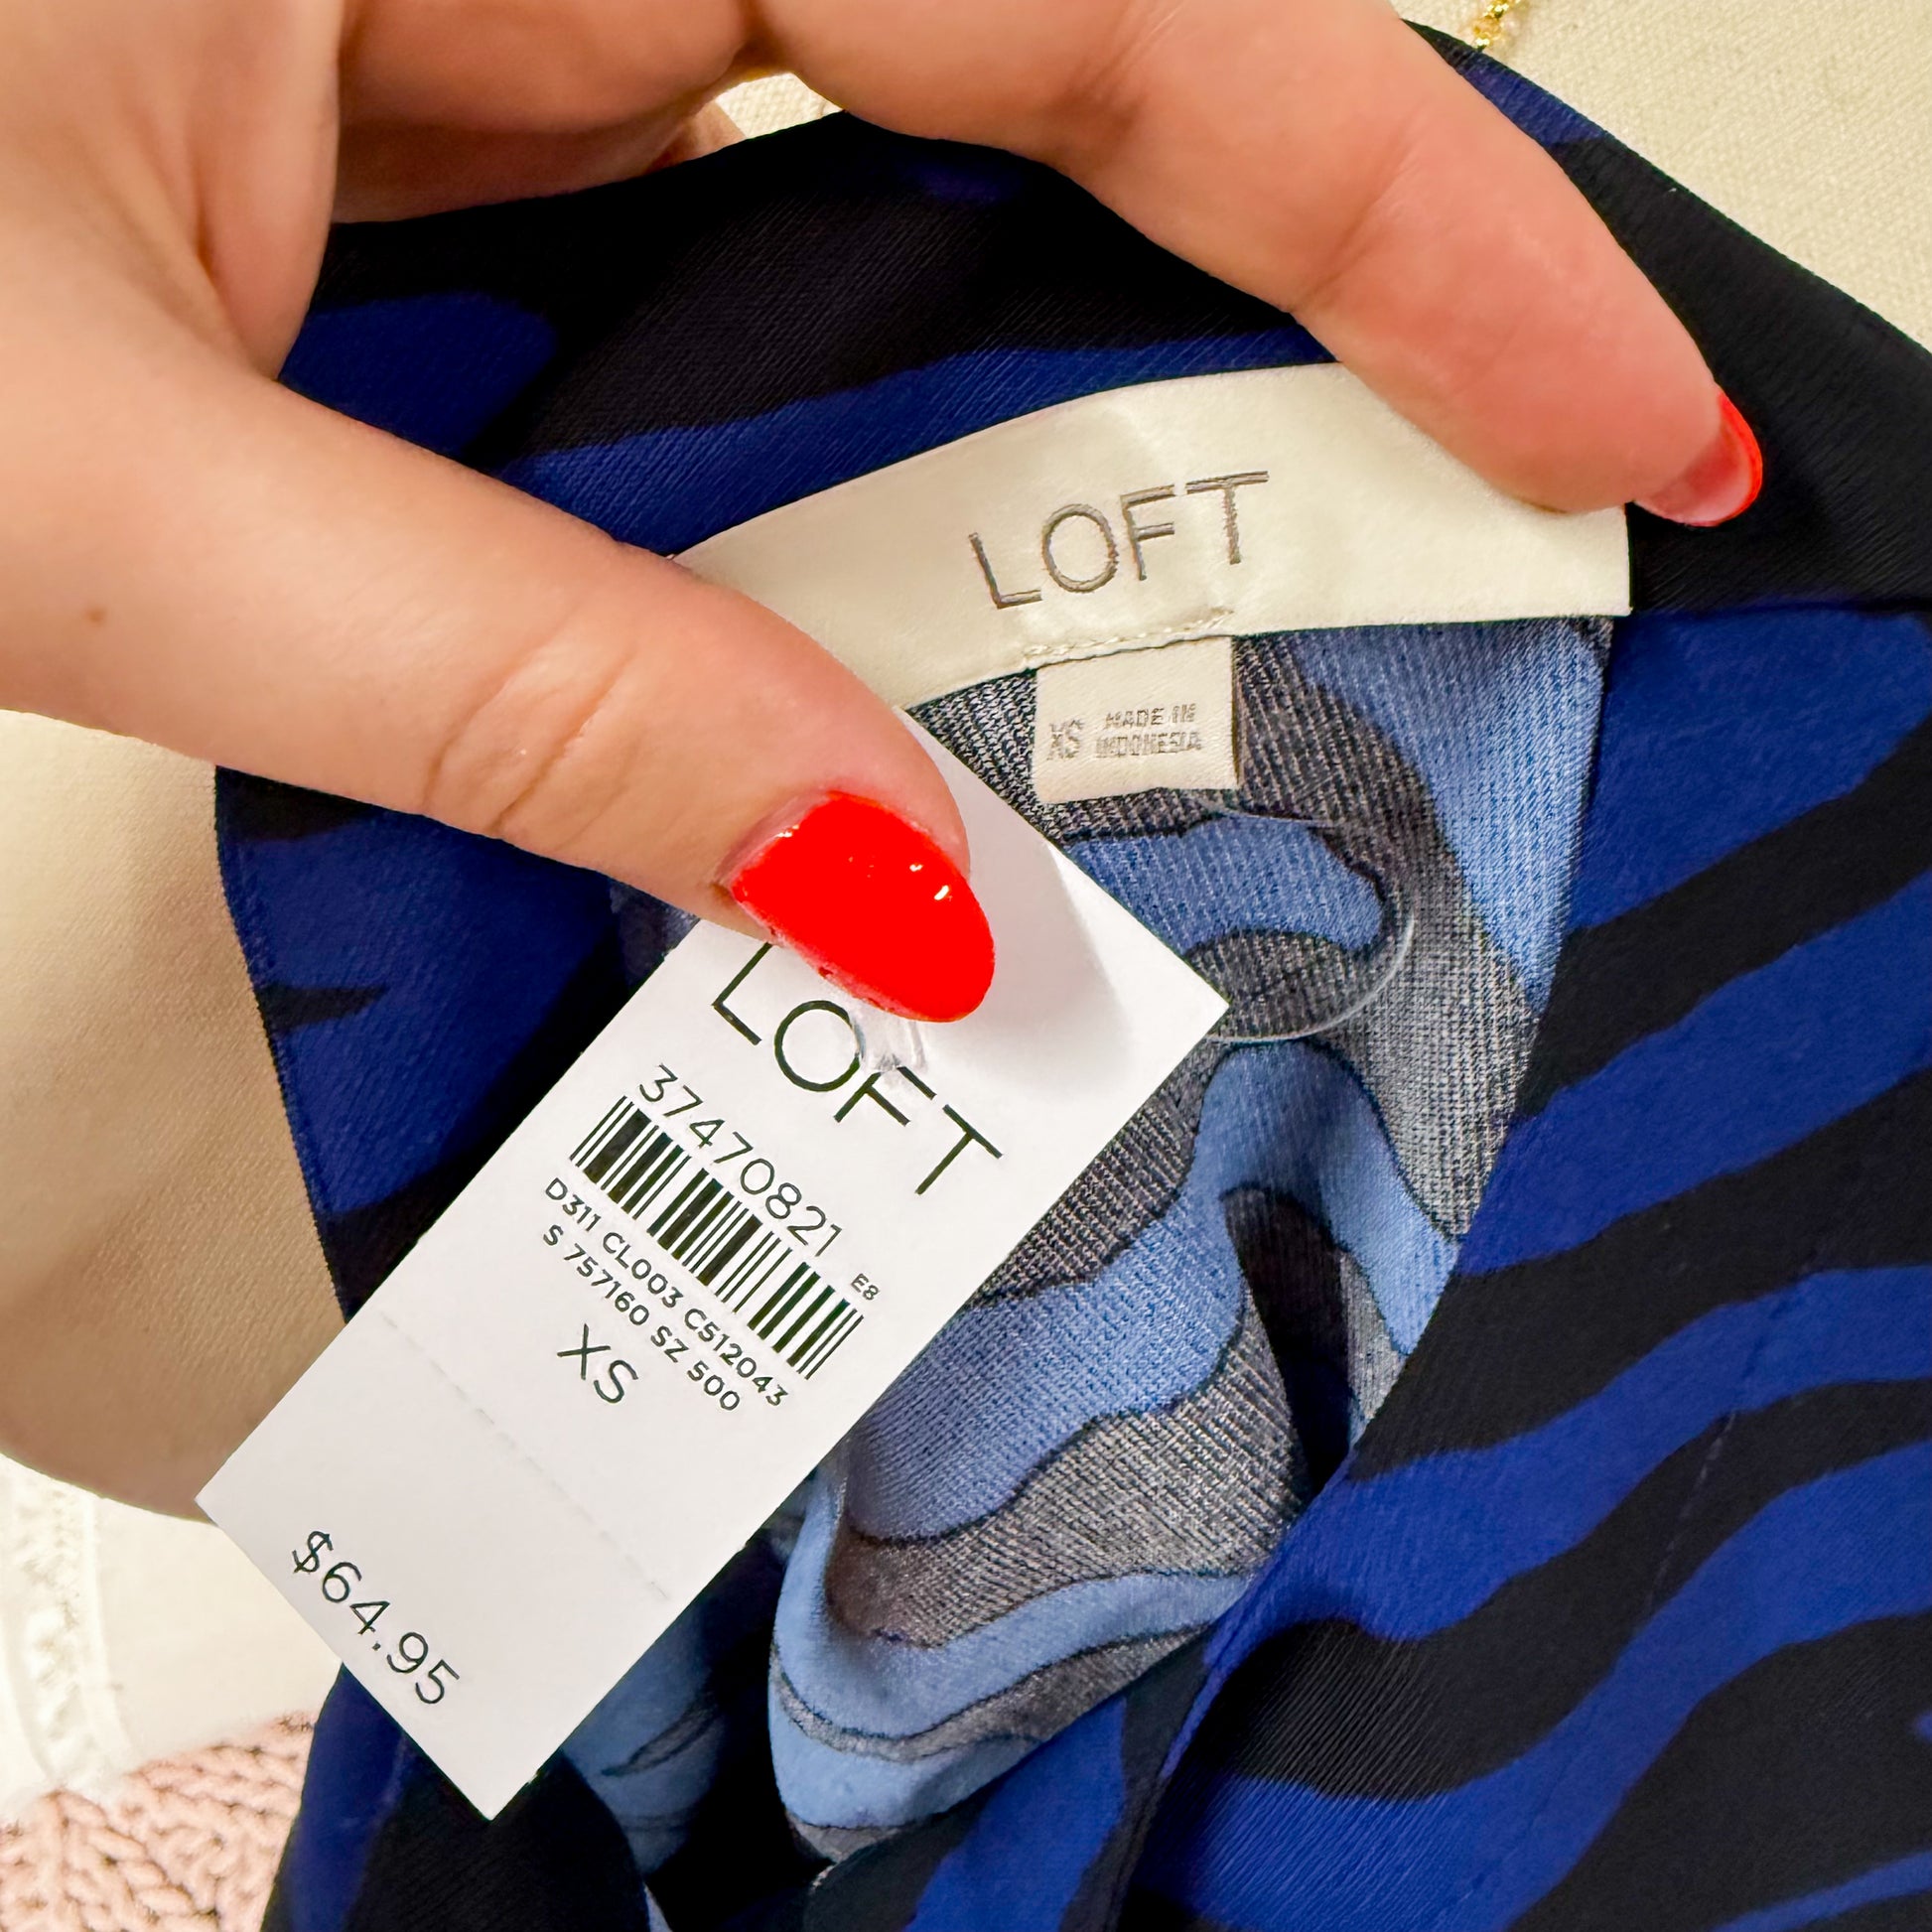 LOFT
XS MADE IN
INDONESIA
LOFT
37470821
E8
D311 CL003 C512043
S 757160 SZ 500
XS
$64.95